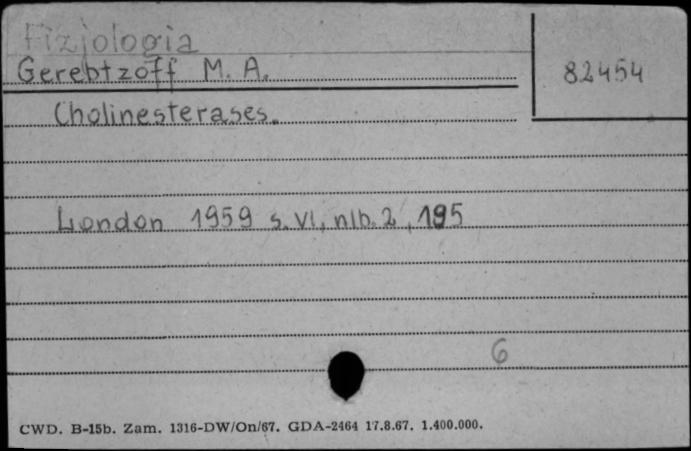 Fizjologia
Gerebtzoff M. A.
82454
Cholinesterases.
London 1959 s. VI, nlb. 2, 195
6
CWD. B-15b. Zam. 1316-DW/On/67. GDA-2464 17.8.67. 1.400.000.